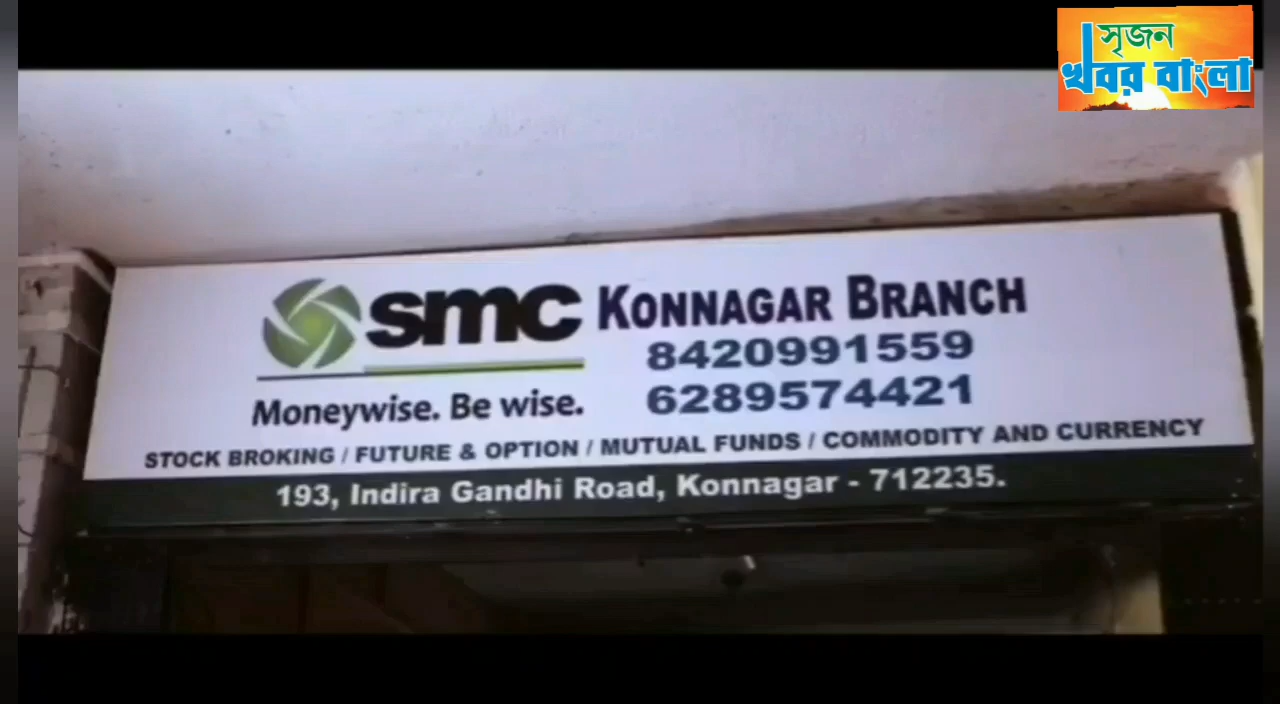 সৃজন
খবর বাংলা
smc KONNAGAR BRANCH
8420991559
6289574421
Moneywise. Be wise.
STOCK BROKING / FUTURE & OPTION / MUTUAL FUNDS / COMMODITY AND CURRENCY
193, Indira Gandhi Road, Konnagar - 712235.